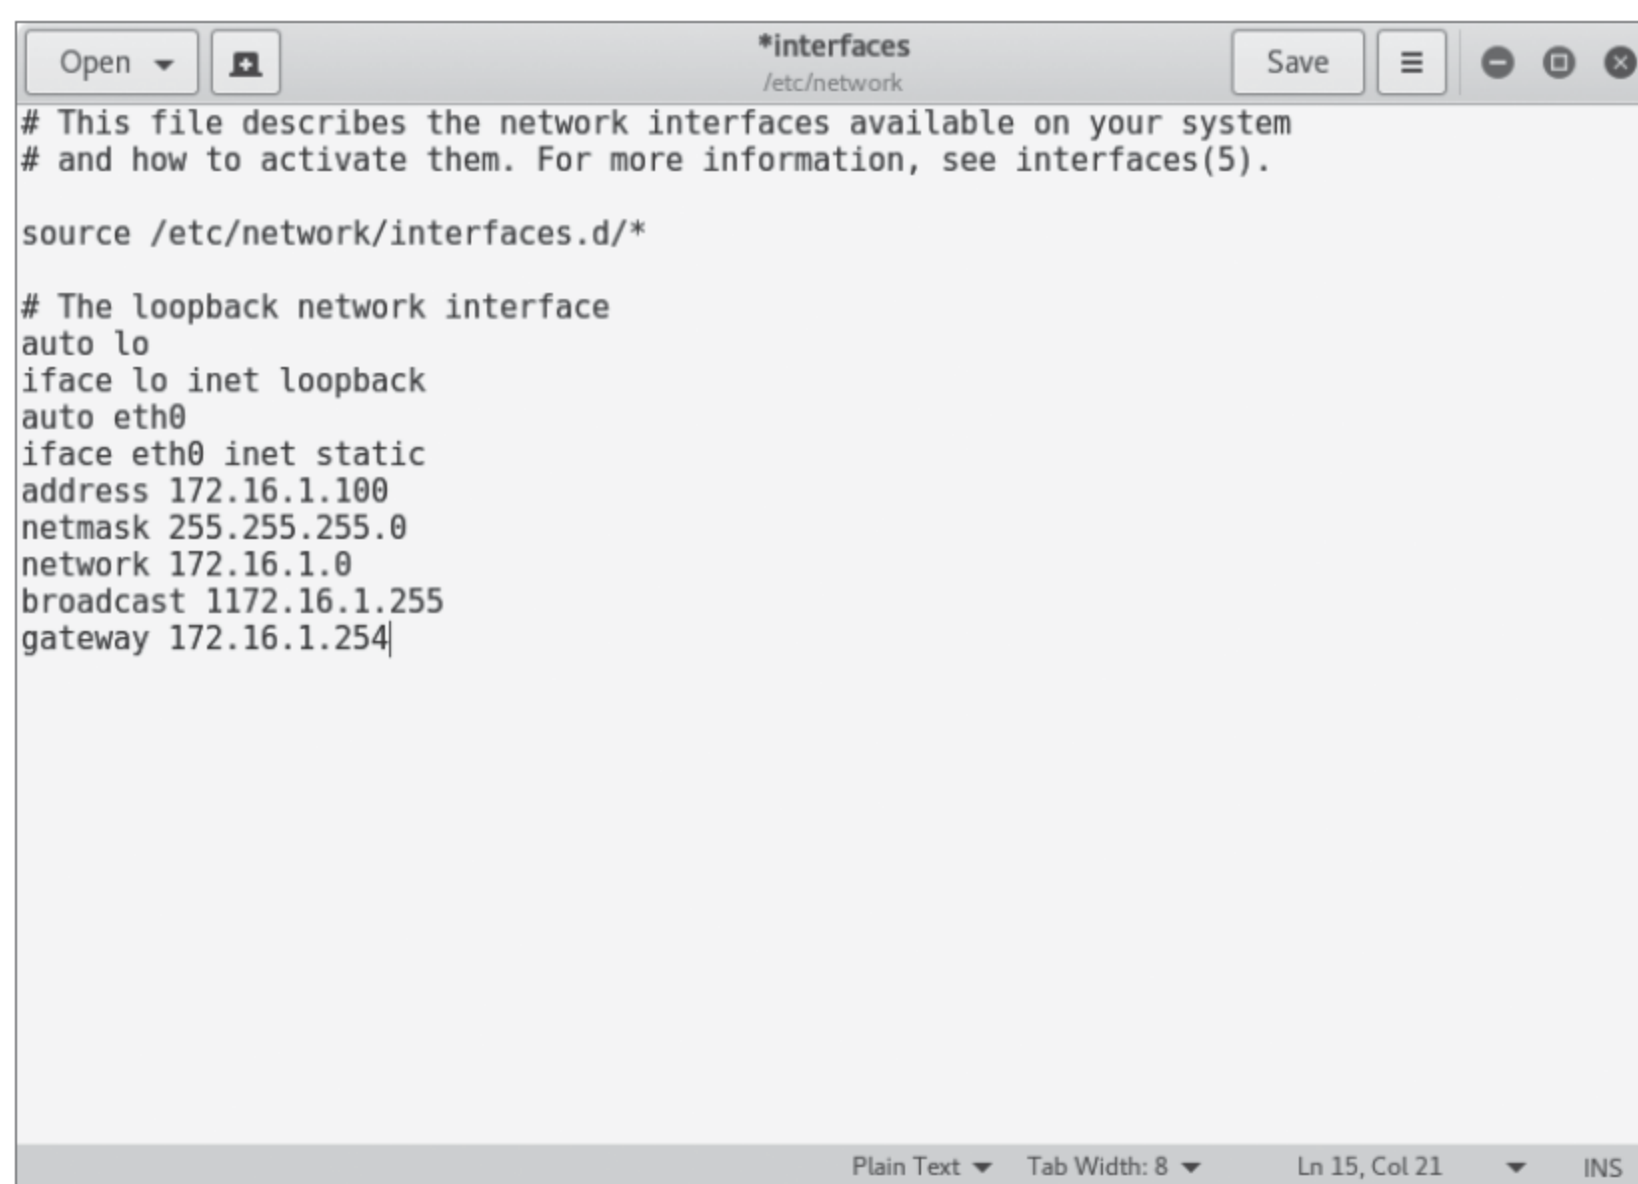 Open
*interfaces
/etc/network
Save
# This file describes the network interfaces available on your system
# and how to activate them. For more information, see interfaces(5).
source /etc/network/interfaces.d/*
# The loopback network interface
auto lo
iface lo inet loopback
auto eth0
iface eth0 inet static
address 172.16.1.100
netmask 255.255.255.0
network 172.16.1.0
broadcast 1172.16.1.255
gateway 172.16.1.254
Plain Text Tab Width: 8 Ln 15, Col 21 INS